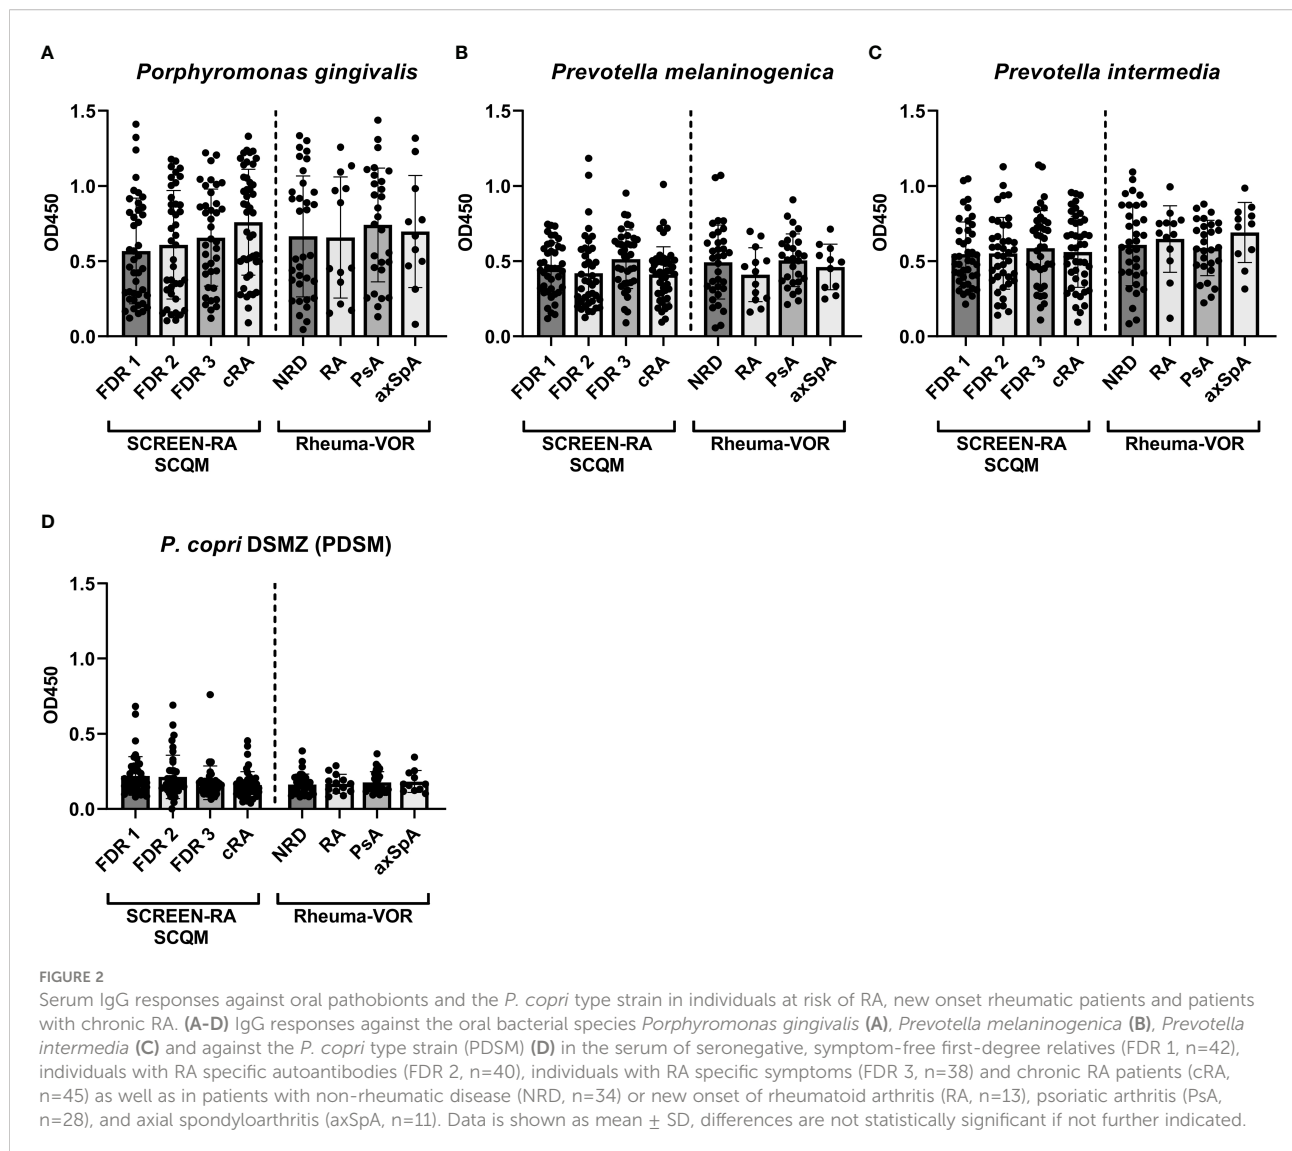 A
Porphyromonas gingivalis
1.5
1.0
0.5
0.0
OD450
FDR 1
FDR 2
FDR 3
cRA
NRD
RA
PsA
axSpA
SCREEN-RA
SCQM
Rheuma-VOR
B
Prevotella melaninogenica
1.5
1.0
0.5
0.0
OD450
FDR 1
FDR 2
FDR 3
cRA
NRD
RA
PsA
axSpA
SCREEN-RA
SCQM
Rheuma-VOR
C
Prevotella intermedia
1.5
1.0
0.5
0.0
OD450
FDR 1
FDR 2
FDR 3
cRA
NRD
RA
PsA
axSpA
SCREEN-RA
SCQM
Rheuma-VOR
D
P. copri DSMZ (PDSM)
1.5
1.0
0.5
0.0
OD450
FDR 1
FDR 2
FDR 3
cRA
NRD
RA
PsA
axSpA
SCREEN-RA
SCQM
Rheuma-VOR
FIGURE 2
Serum IgG responses against oral pathobionts and the P. copri type strain in individuals at risk of RA, new onset rheumatic patients and patients
with chronic RA. (A-D) IgG responses against the oral bacterial species Porphyromonas gingivalis (A), Prevotella melaninogenica (B), Prevotella
intermedia (C) and against the P. copri type strain (PDSM) (D) in the serum of seronegative, symptom-free first-degree relatives (FDR 1, n=42),
individuals with RA specific autoantibodies (FDR 2, n=40), individuals with RA specific symptoms (FDR 3, n=38) and chronic RA patients (cRA,
n=45) as well as in patients with non-rheumatic disease (NRD, n=34) or new onset of rheumatoid arthritis (RA, n=13), psoriatic arthritis (PsA,
n=28), and axial spondyloarthritis (axSpA, n=11). Data is shown as mean ± SD, differences are not statistically significant if not further indicated.